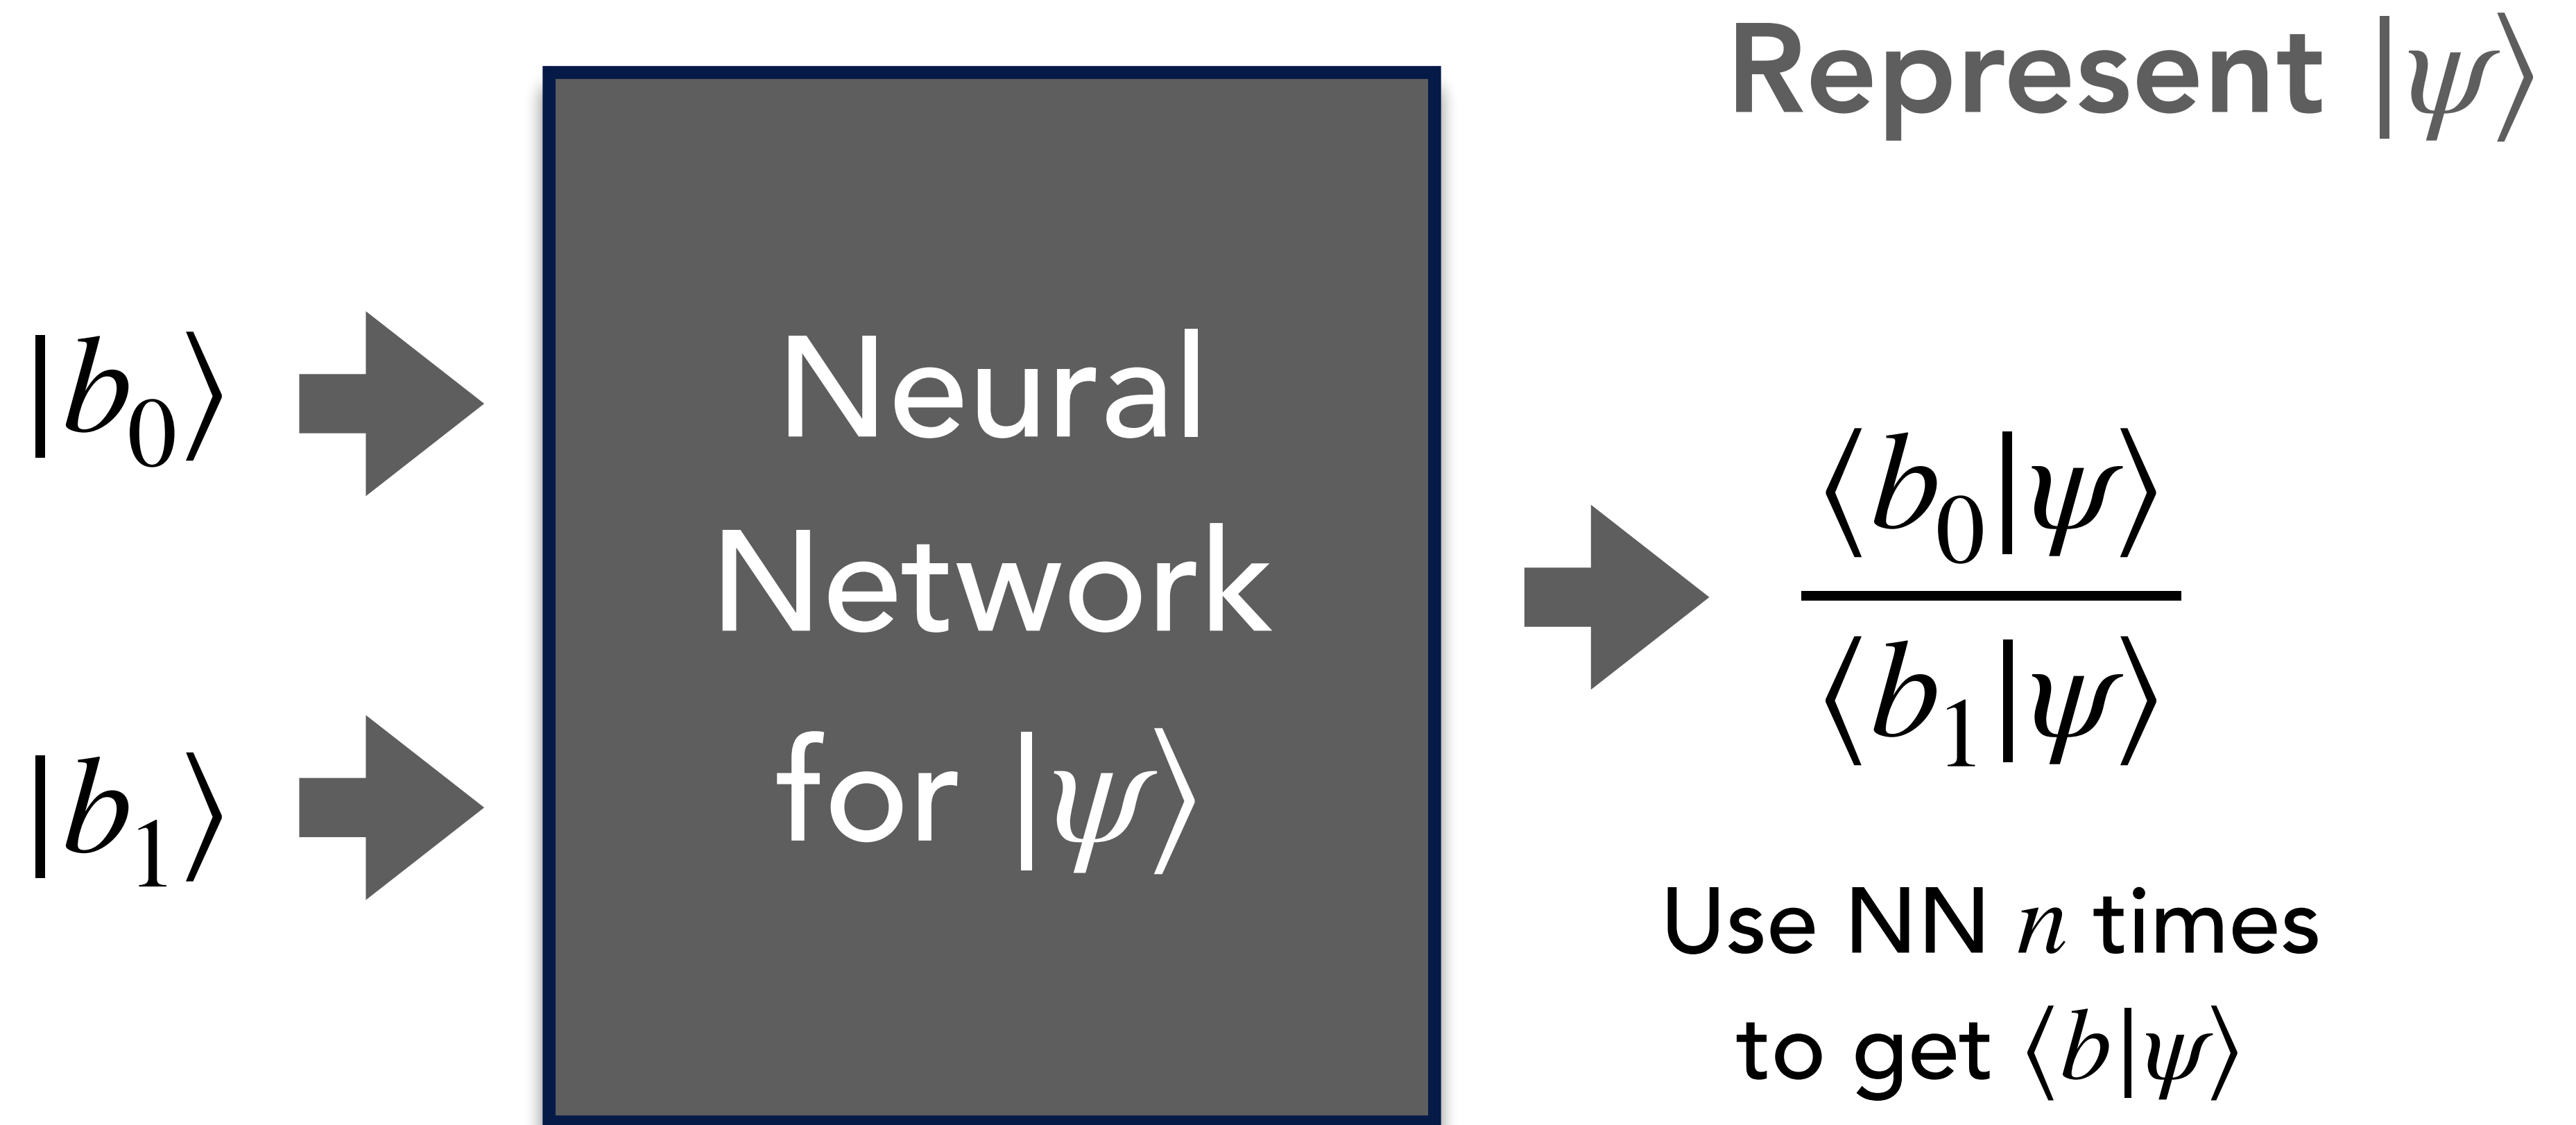 Represent |ψ⟩
|b₀⟩
|b₁⟩
Neural
Network
for |ψ⟩
⟨b₀|ψ⟩
⟨b₁|ψ⟩
Use NN n times
to get ⟨b|ψ⟩